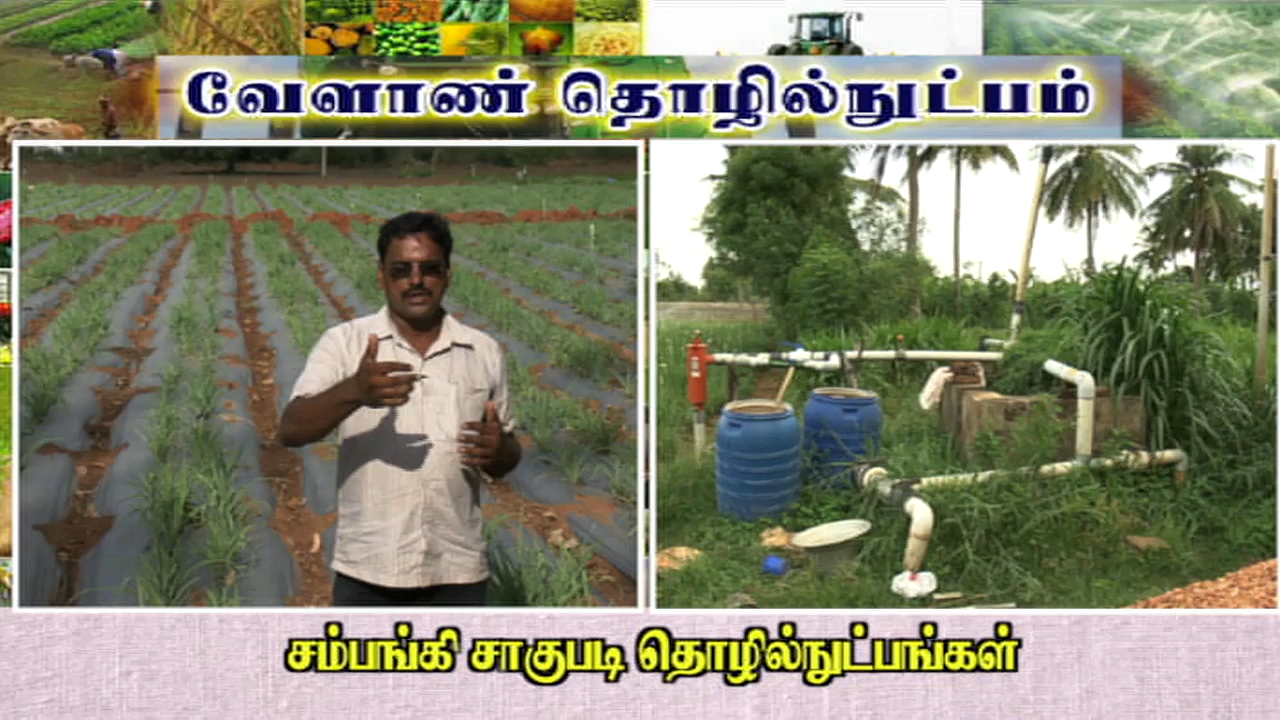 வேளாண் தொழில்நுட்பம்
சம்பங்கி சாகுபடி தொழில்நுட்பங்கள்